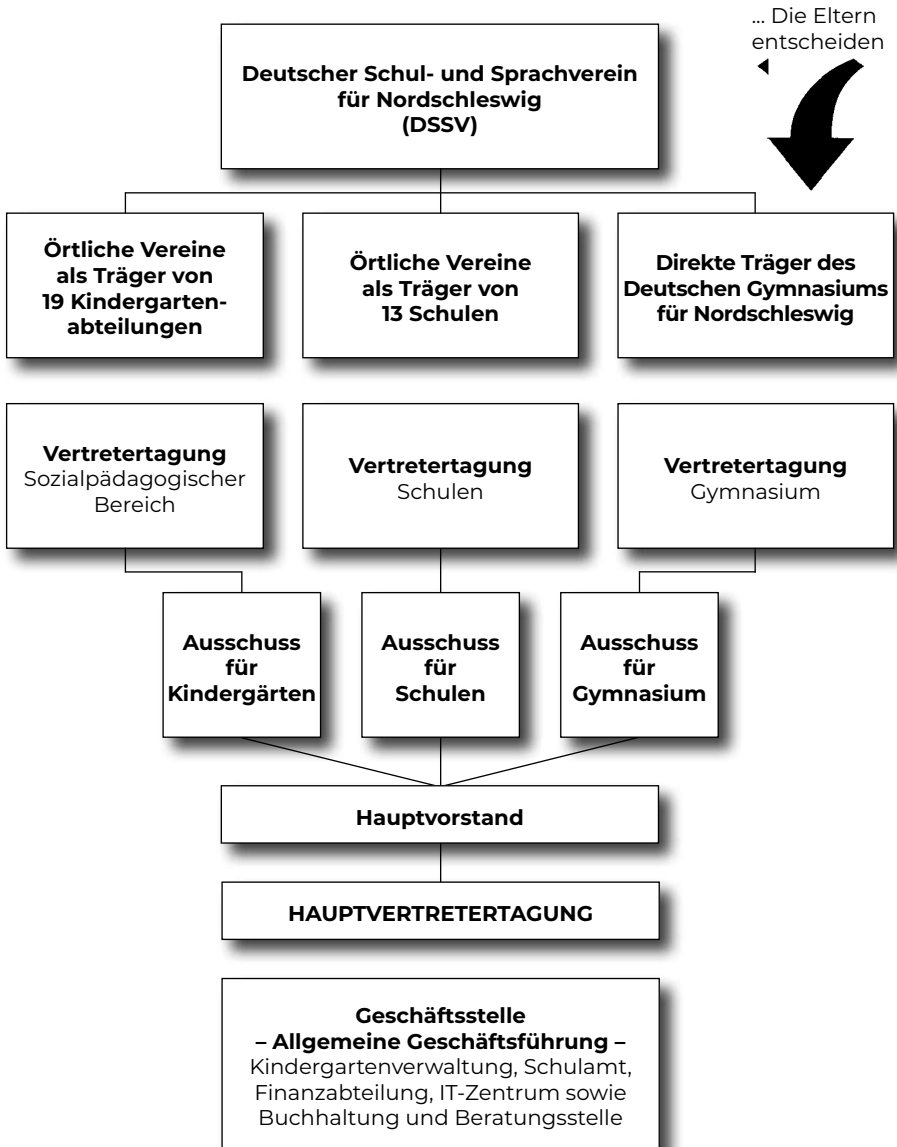 ... Die Eltern
entscheiden
Deutscher Schul- und Sprachverein
für Nordschleswig
(DSSV)
Örtliche Vereine
als Träger von
19 Kindergarten-
abteilungen
Örtliche Vereine
als Träger von
13 Schulen
Direkte Träger des
Deutschen Gymnasiums
für Nordschleswig
Vertretertagung
Sozialpädagogischer
Bereich
Vertretertagung
Schulen
Vertretertagung
Gymnasium
Ausschuss
für
Kindergärten
Ausschuss
für
Schulen
Ausschuss
für
Gymnasium
Hauptvorstand
HAUPTVERTRETERTAGUNG
Geschäftsstelle
– Allgemeine Geschäftsführung –
Kindergartenverwaltung, Schulamt,
Finanzabteilung, IT-Zentrum sowie
Buchhaltung und Beratungsstelle